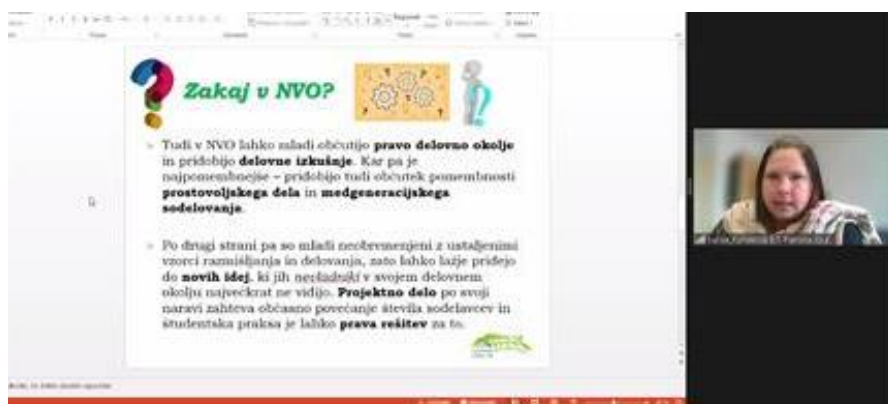 Zakaj v NVO?
Tudi v NVO lahko mladi občutijo pravo delovno okolje
in pridobijo delovne izkušnje. Kar pa je
najpomembnejše – pridobijo tudi občutek pomembnosti
prostovoljskega dela in medgeneracijskega
sodelovanja.
Po drugi strani pa so mladi neobremenjeni z ustaljenimi
vzorci razmišljanja in delovanja, zato lahko lažje pridejo
do novih idej, ki jih neokadniki v svojem delovnem
okolju največkrat ne vidijo. Projektno delo po svoji
naravi zahteva občasno povečanje števila sodelavcev in
študentska praksa je lahko prava rešitev za to.